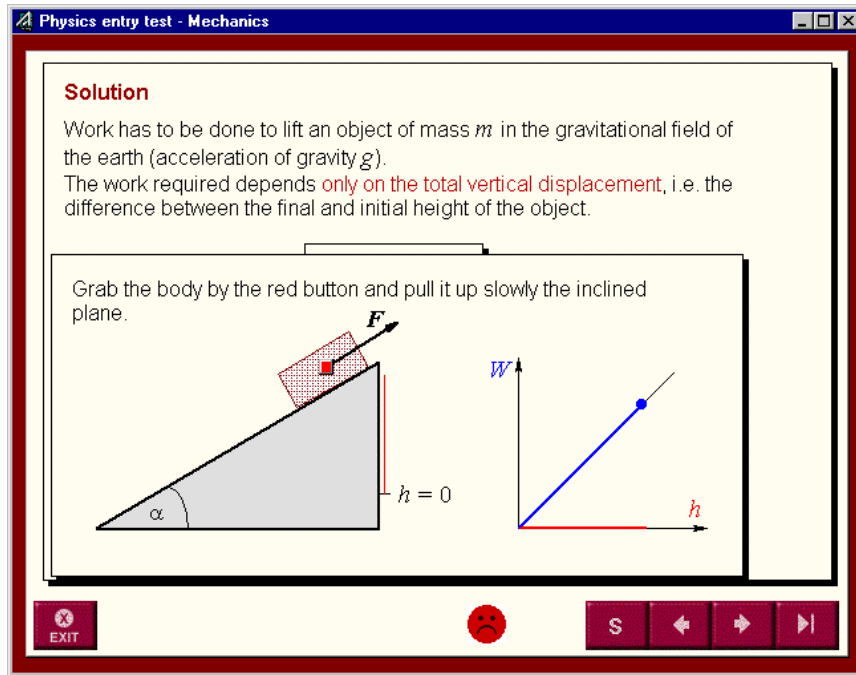 Physics entry test - Mechanics
Solution
Work has to be done to lift an object of mass m in the gravitational field of
the earth (acceleration of gravity g).
The work required depends only on the total vertical displacement, i.e. the
difference between the final and initial height of the object.
Grab the body by the red button and pull it up slowly the inclined
plane.
F
W
h = 0
h
α
EXIT
S